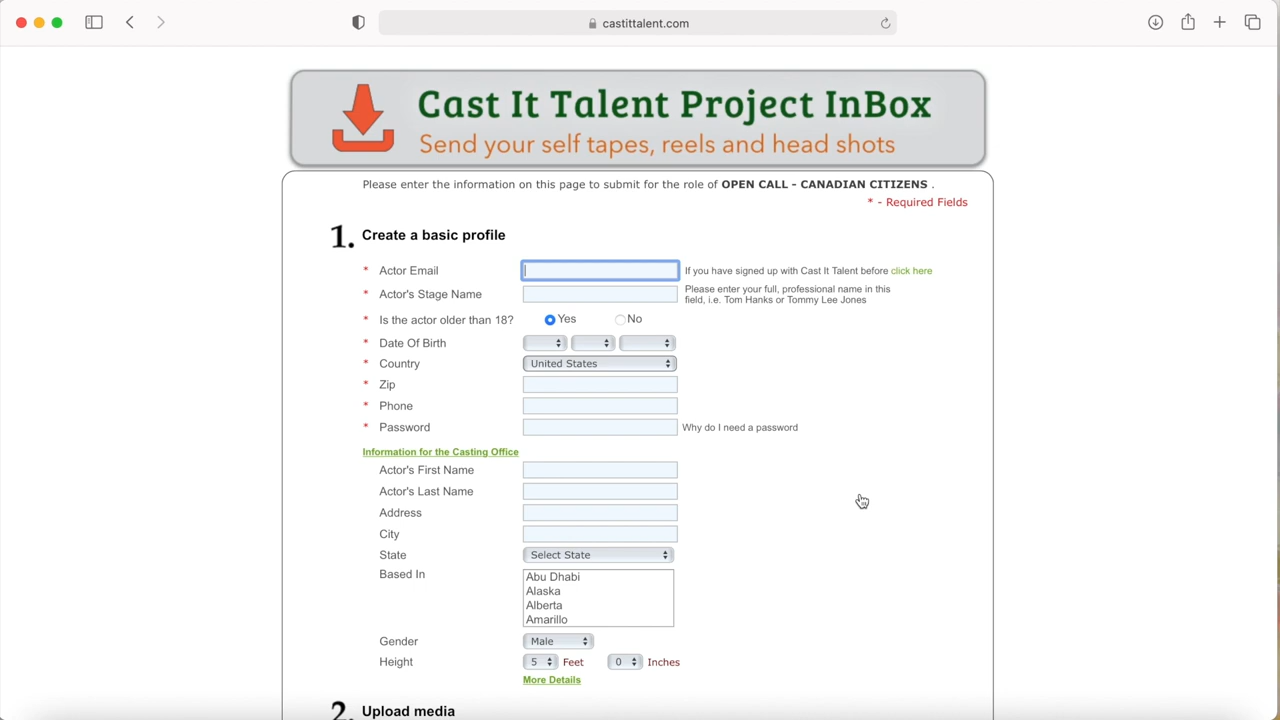 castittalent.com
Cast It Talent Project InBox
Send your self tapes, reels and head shots
Please enter the information on this page to submit for the role of OPEN CALL - CANADIAN CITIZENS .
* - Required Fields
1. Create a basic profile
* Actor Email If you have signed up with Cast It Talent before click here
* Actor's Stage Name Please enter your full, professional name in this
field, i.e. Tom Hanks or Tommy Lee Jones
* Is the actor older than 18? Yes No
* Date Of Birth
* Country United States
* Zip
* Phone
* Password Why do I need a password
Information for the Casting Office
Actor's First Name
Actor's Last Name
Address
City
State Select State
Based In Abu Dhabi
Alaska
Alberta
Amarillo
Gender Male
Height 5 Feet 0 Inches
More Details
2. Upload media